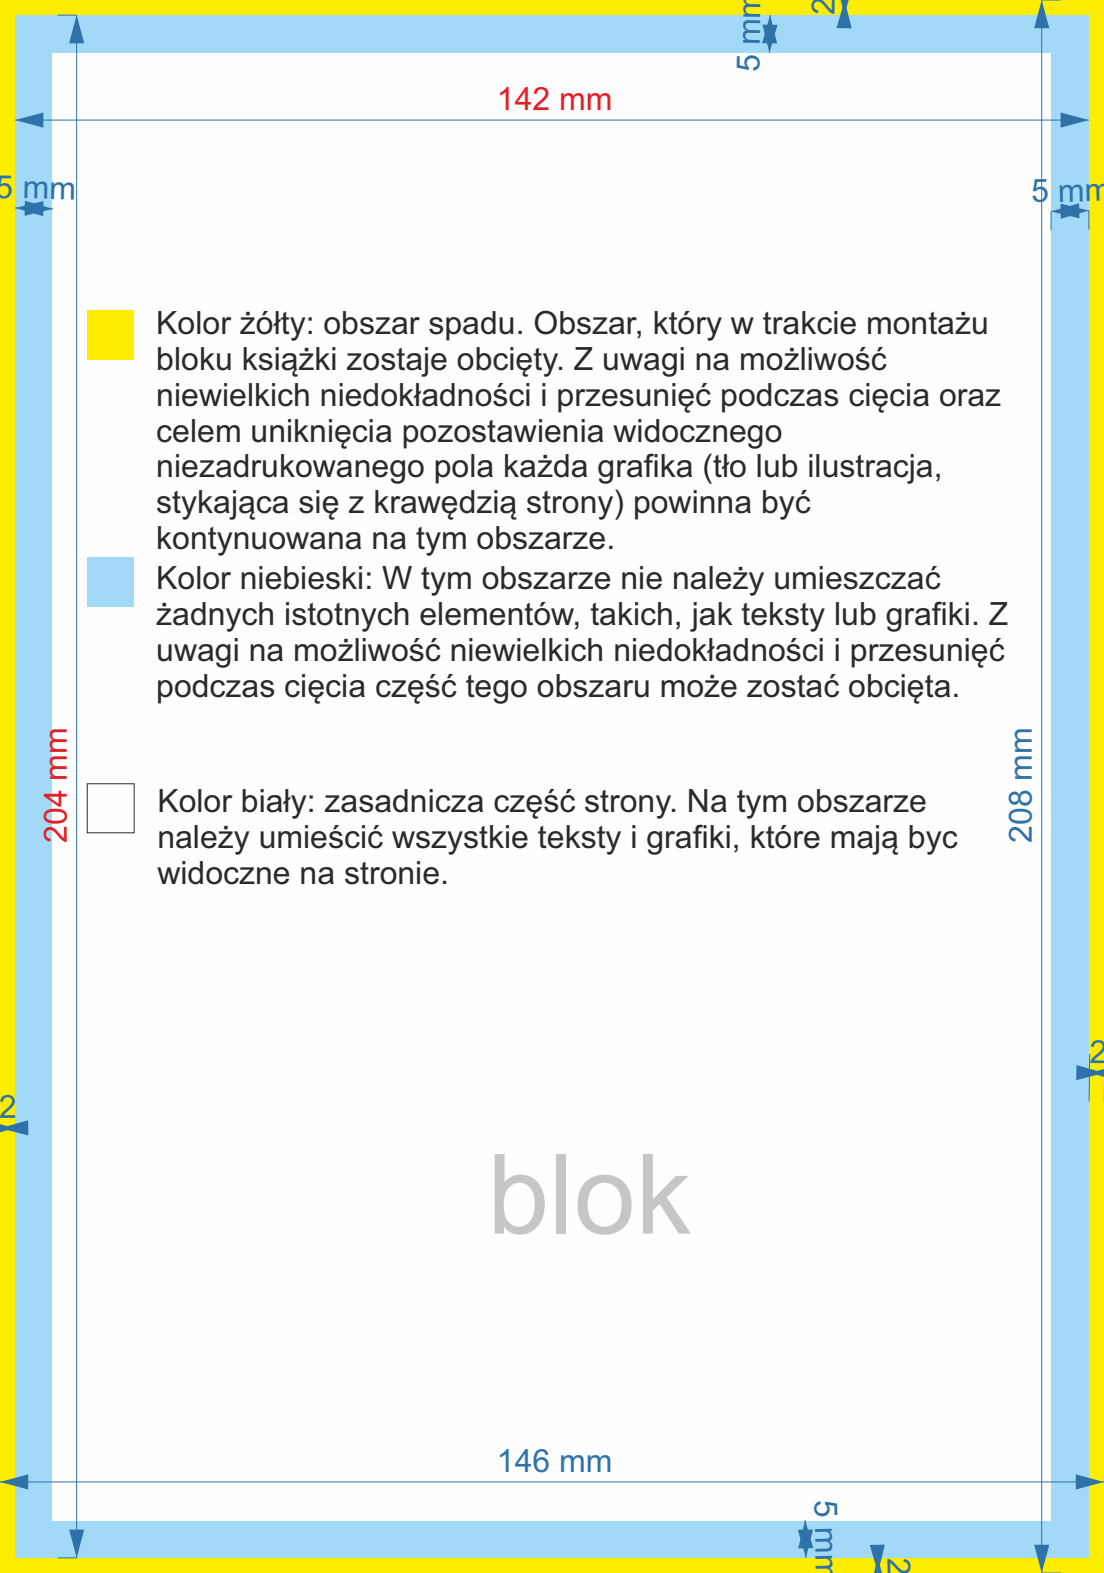 2
5 mm
142 mm
5 mm
5 mm
Kolor żółty: obszar spadu. Obszar, który w trakcie montażu
bloku książki zostaje obcięty. Z uwagi na możliwość
niewielkich niedokładności i przesunięć podczas cięcia oraz
celem uniknięcia pozostawienia widocznego
niezadrukowanego pola każda grafika (tło lub ilustracja,
stykająca się z krawędzią strony) powinna być
kontynuowana na tym obszarze.
Kolor niebieski: W tym obszarze nie należy umieszczać
żadnych istotnych elementów, takich, jak teksty lub grafiki. Z
uwagi na możliwość niewielkich niedokładności i przesunięć
podczas cięcia część tego obszaru może zostać obcięta.
204 mm
208 mm
Kolor biały: zasadnicza część strony. Na tym obszarze
należy umieścić wszystkie teksty i grafiki, które mają byc
widoczne na stronie.
2
2
blok
146 mm
5 mm
2